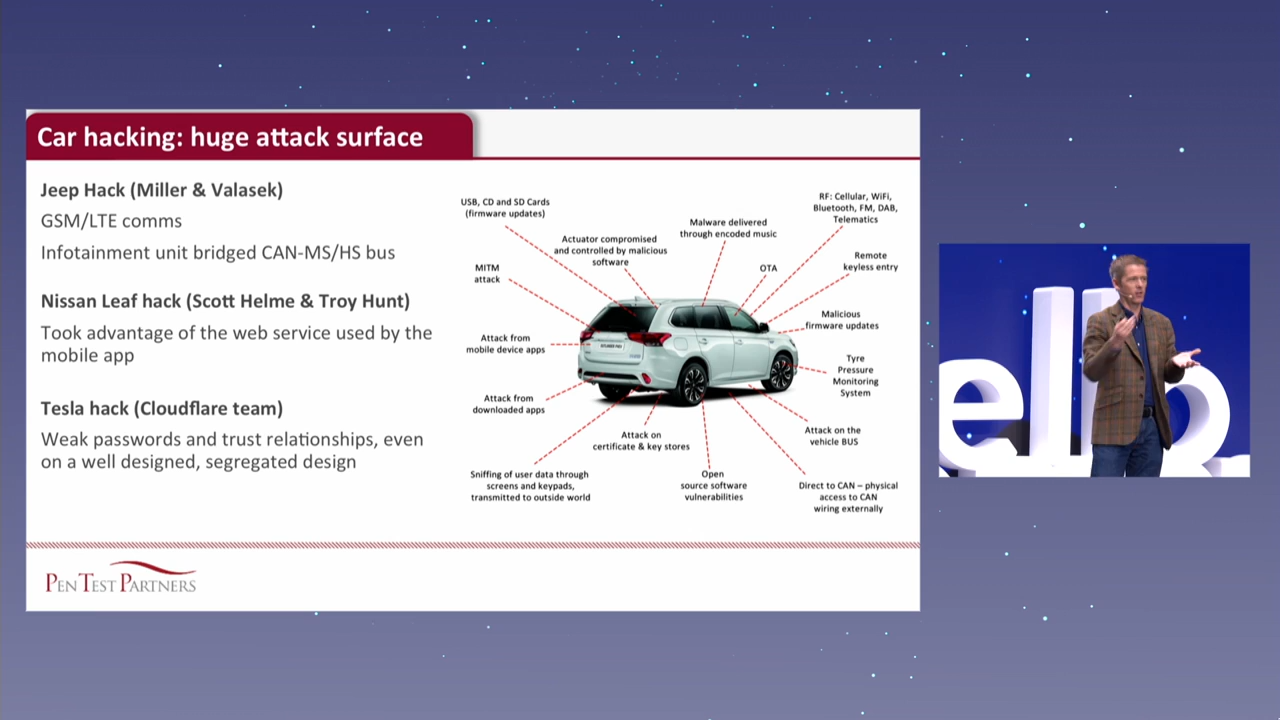 Car hacking: huge attack surface
Jeep Hack (Miller & Valasek)
GSM/LTE comms
Infotainment unit bridged CAN-MS/HS bus
Nissan Leaf hack (Scott Helme & Troy Hunt)
Took advantage of the web service used by the
mobile app
Tesla hack (Cloudflare team)
Weak passwords and trust relationships, even
on a well designed, segregated design
USB, CD and SD Cards
(firmware updates)
Actuator compromised
and controlled by malicious
software
Malware delivered
through encoded music
RF: Cellular, WiFi,
Bluetooth, FM, DAB,
Telematics
MITM
attack
OTA
Remote
keyless entry
Malicious
firmware updates
Attack from
mobile device apps
Tyre
Pressure
Monitoring
System
Attack from
downloaded apps
Attack on
certificate & key stores
Attack on the
vehicle BUS
Sniffing of user data through
screens and keypads,
transmitted to outside world
Open
source software
vulnerabilities
Direct to CAN – physical
access to CAN
wiring externally
PEN TEST PARTNERS